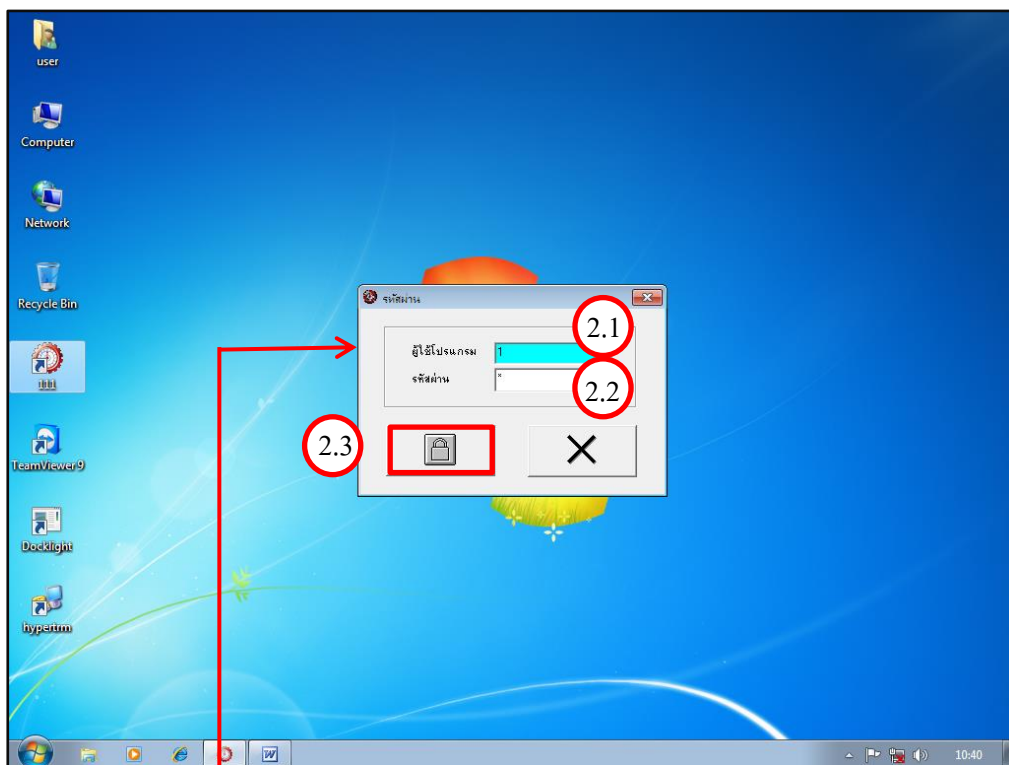 user
Computer
Network
Recycle Bin
TeamViewer 9
Docklight
hypertrm
รหัสผ่าน
2.1
ผู้ใช้โปรแกรม
1
รหัสผ่าน
*
2.2
2.3
10:40